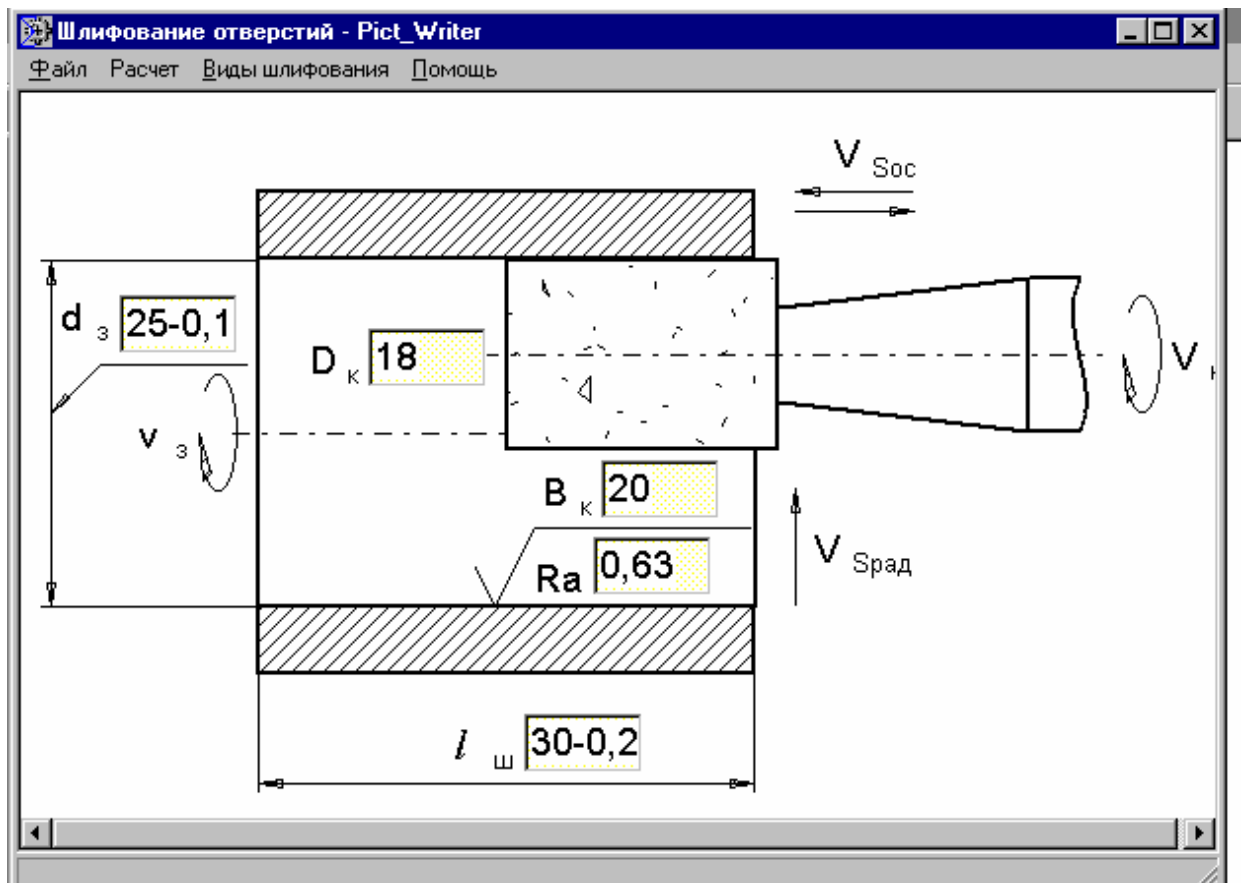 Шлифование отверстий - Pict_Writer
Файл Расчет Виды шлифования Помощь
V Sос
d з 25-0,1
D к 18
V
v з
B к 20
Ra 0,63
V Sрад
l ш 30-0,2